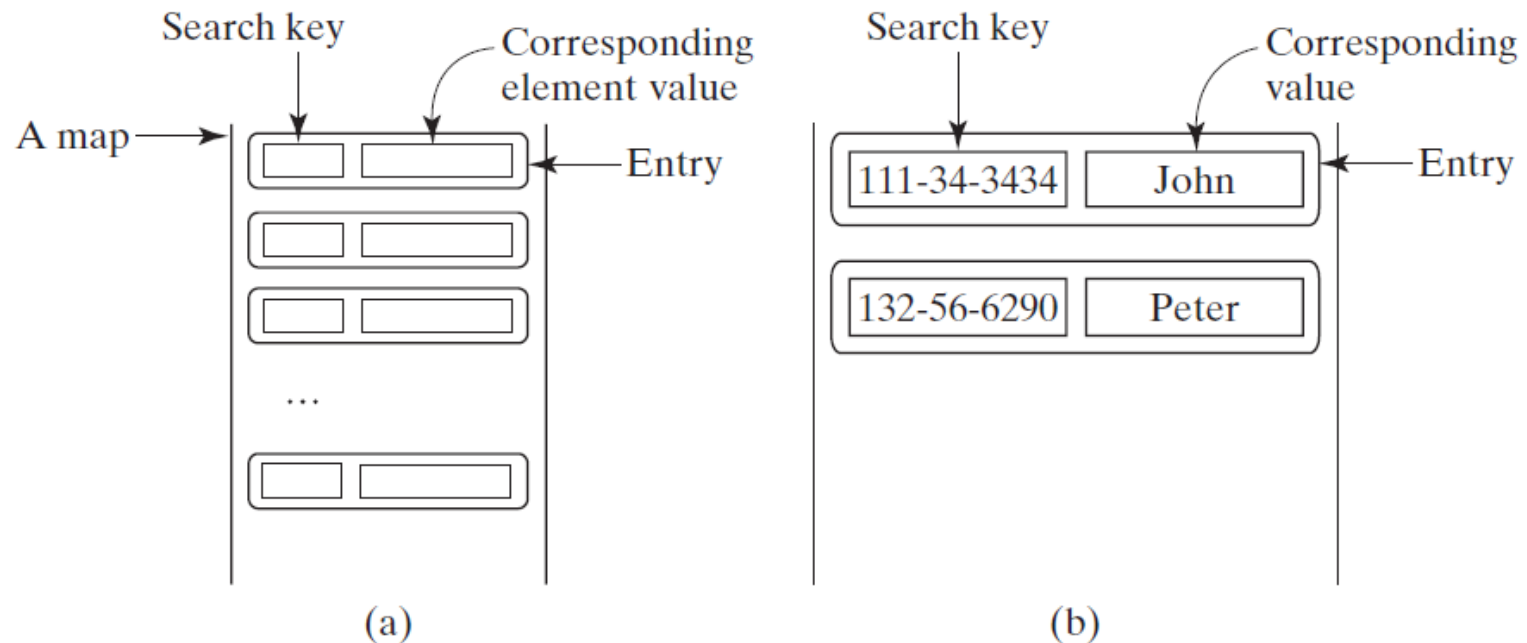 Search key
Corresponding
element value
A map
Entry
...
(a)
Search key
Corresponding
value
111-34-3434 John
Entry
132-56-6290 Peter
(b)